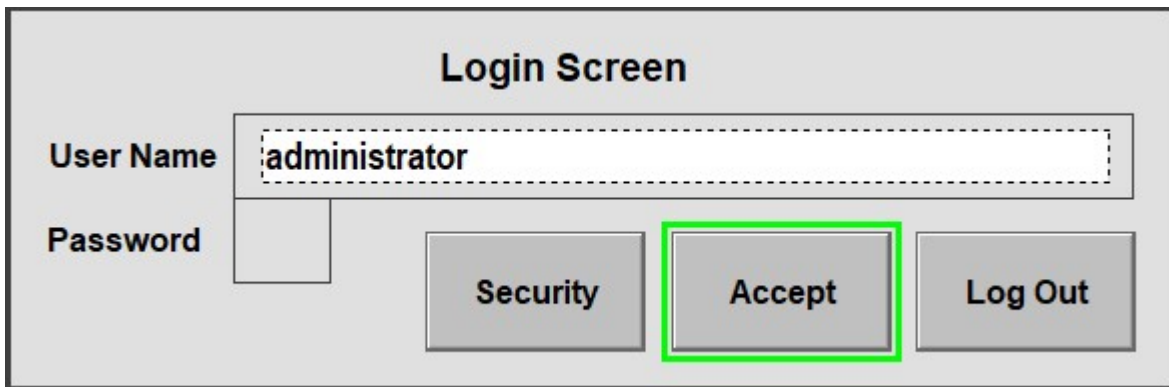 Login Screen
User Name administrator
Password
Security Accept Log Out